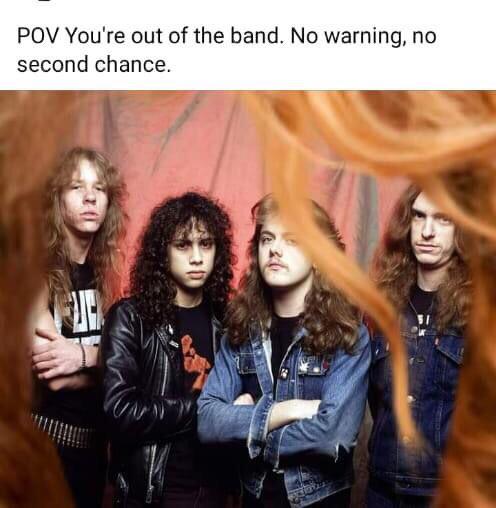 POV You're out of the band. No warning, no
second chance.